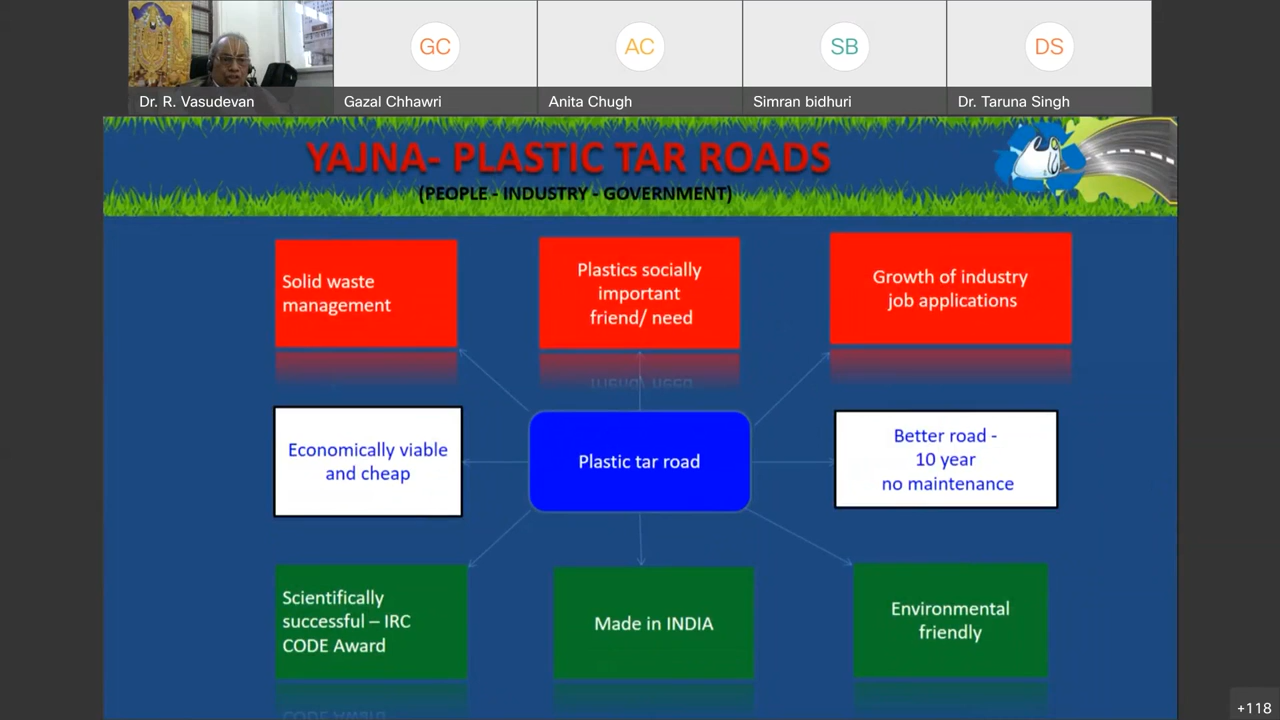 GC
AC
SB
DS
Dr. R. Vasudevan
Gazal Chhawri
Anita Chugh
Simran bidhuri
Dr. Taruna Singh
YAJNA- PLASTIC TAR ROADS
(PEOPLE - INDUSTRY - GOVERNMENT)
Solid waste
management
Plastics socially
important
friend/ need
Growth of industry
job applications
Economically viable
and cheap
Plastic tar road
Better road -
10 year
no maintenance
Scientifically
successful – IRC
CODE Award
Made in INDIA
Environmental
friendly
+118